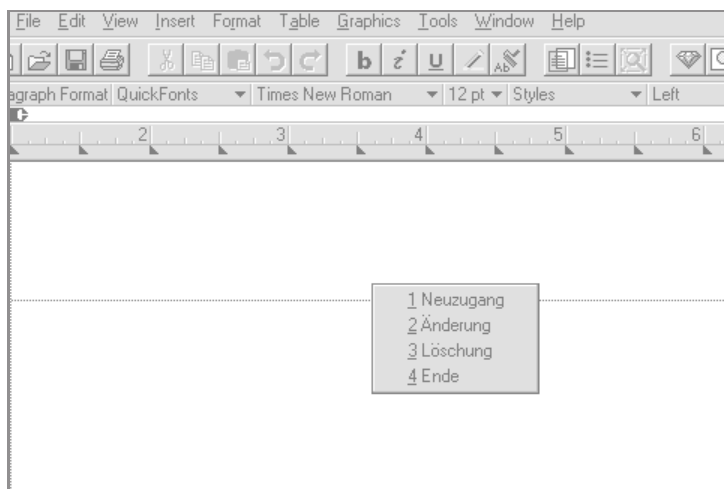 File Edit View Insert Format Table Graphics Tools Window Help
b i U AB
agraph Format QuickFonts Times New Roman 12 pt Styles Left
2 3 4 5 6
1 Neuzugang
2 Änderung
3 Löschung
4 Ende